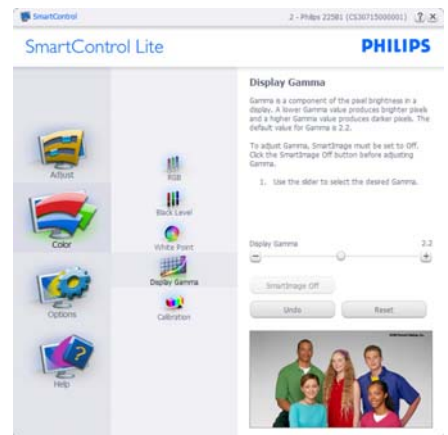 SmartControl
2 - Philips 225B1 (CS30715000001)
SmartControl Lite
PHILIPS
Adjust
Color
Options
Help
RGB
Black Level
White Point
Display Gamma
Calibration
Display Gamma
Gamma is a component of the pixel brightness in a
display. A lower Gamma value produces brighter pixels
and a higher Gamma value produces darker pixels. The
default value for Gamma is 2.2.
To adjust Gamma, SmartImage must be set to Off.
Click the SmartImage Off button before adjusting
Gamma.
1. Use the slider to select the desired Gamma.
Display Gamma 2.2
SmartImage Off
Undo Reset